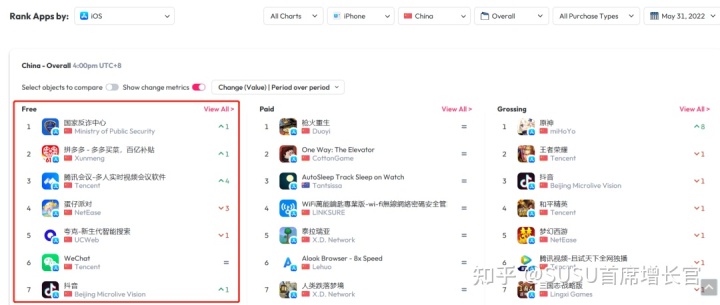 Rank Apps by:
iOS
All Charts
iPhone
China
Overall
All Purchase Types
May 31, 2022
China - Overall 4:00pm UTC+8
Select objects to compare
Show change metrics
Change (Value) | Period over period
Free
View All >
1
国家反诈中心
Ministry of Public Security
1
2
拼多多 - 多多买菜，百亿补贴
Xunmeng
1
3
腾讯会议-多人实时视频会议软件
Tencent
4
4
蛋仔派对
NetEase
3
5
夸克-新生代智能搜索
UCWeb
1
6
WeChat
Tencent
=
7
抖音
Beijing Microlive Vision
1
Paid
View All >
1
枪火重生
Duoyi
=
2
One Way: The Elevator
CottonGame
=
3
AutoSleep Track Sleep on Watch
Tantsissa
=
4
WiFi萬能鑰匙專業版-wi-fi無線網路密碼安全管
LINKSURE
=
5
泰拉瑞亚
X.D. Network
=
6
Alook Browser - 8x Speed
Lehua
=
7
人类跌落梦境
X.D. Network
Grossing
View All >
1
原神
miHoYo
8
2
王者荣耀
Tencent
1
3
抖音
Beijing Microlive Vision
1
4
和平精英
Tencent
1
5
梦幻西游
NetEase
1
6
腾讯视频-且试天下全网独播
Tencent
7
三国志战略版
Lingxi Games
知乎 @SUSU首席增长官